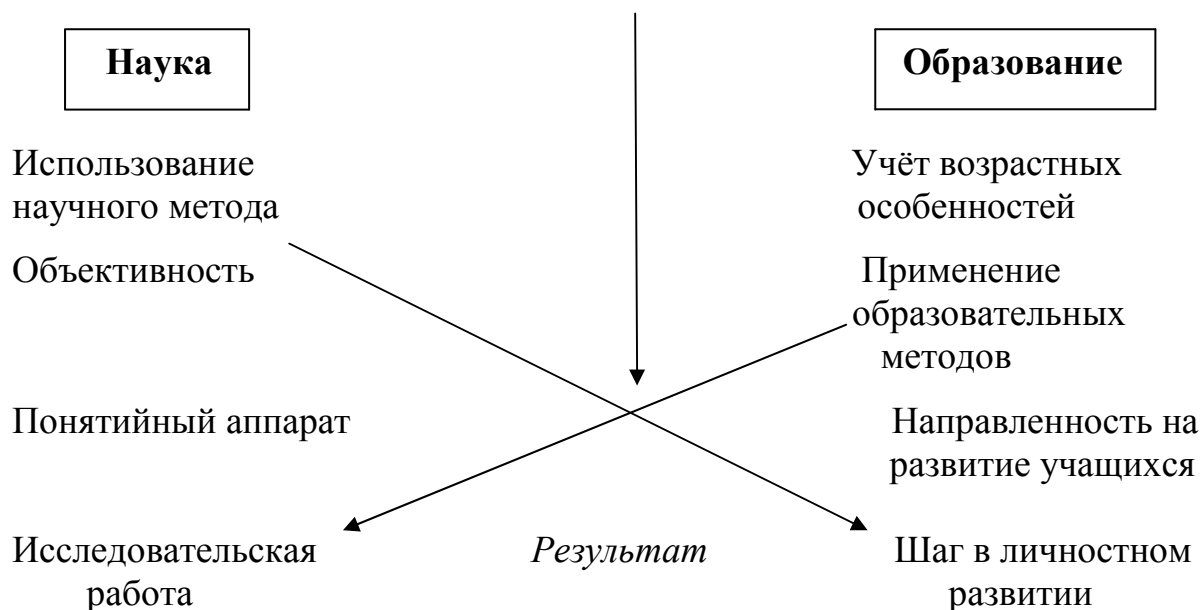 Наука
Образование
Использование
научного метода
Учёт возрастных
особенностей
Объективность
Применение
образовательных
методов
Понятийный аппарат
Направленность на
развитие учащихся
Исследовательская
работа
Результат
Шаг в личностном
развитии